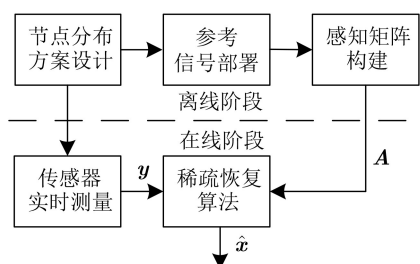 节点分布
方案设计
参考
信号部署
感知矩阵
构建
离线阶段
在线阶段
传感器
实时测量
y
稀疏恢复
算法
A
x̂